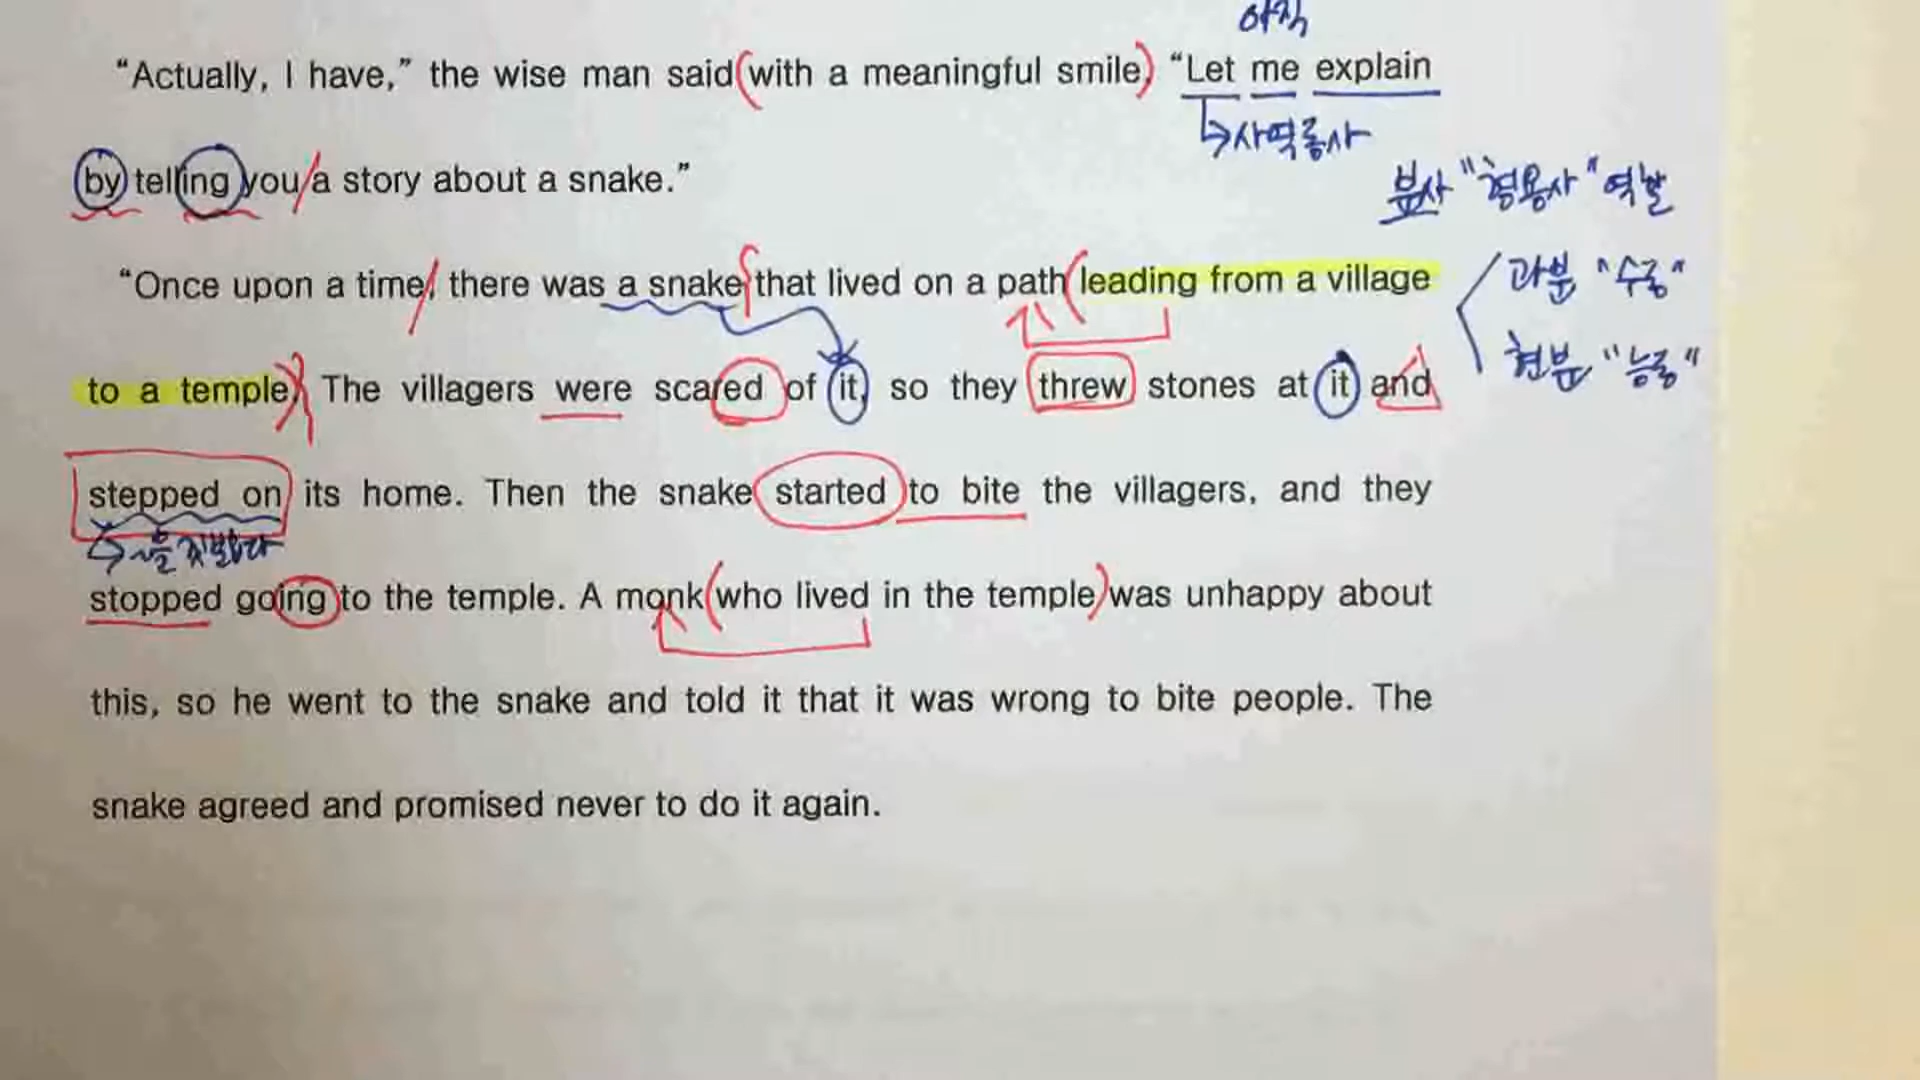 “Actually, I have,” the wise man said with a meaningful smile. “Let me explain
사역동사
by telling you a story about a snake.”
분사 "형용사" 역할
“Once upon a time, there was a snake that lived on a path leading from a village
과분 "수동"
to a temple. The villagers were scared of it, so they threw stones at it and
현분 "능동"
stepped on its home. Then the snake started to bite the villagers, and they
~을 짓밟다
stopped going to the temple. A monk who lived in the temple was unhappy about
this, so he went to the snake and told it that it was wrong to bite people. The
snake agreed and promised never to do it again.